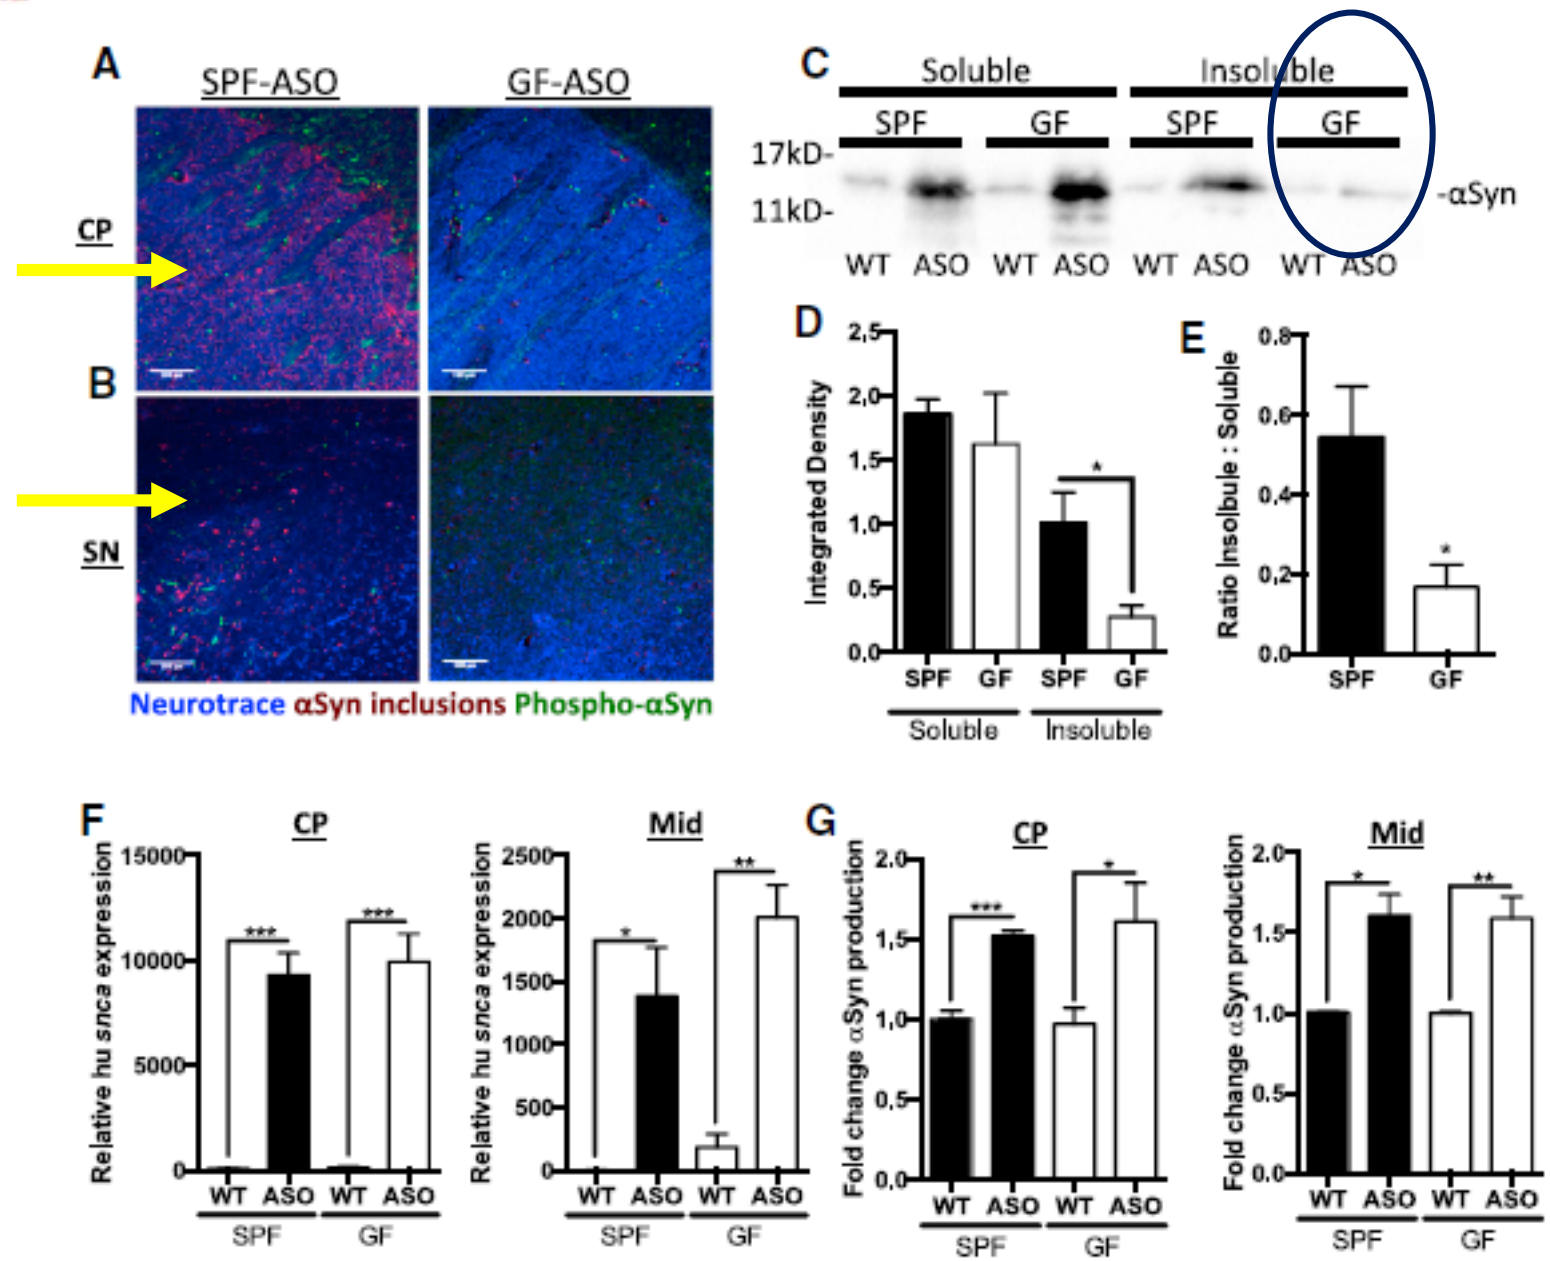 A
SPF-ASO GF-ASO
CP
B
SN
Neurotrace αSyn inclusions Phospho-αSyn
C
Soluble Insoluble
SPF GF SPF GF
17kD-
11kD-
-αSyn
WT ASO WT ASO WT ASO WT ASO
D
Integrated Density
2.5
2.0
1.5
1.0
0.5
0.0
*
SPF GF SPF GF
Soluble Insoluble
E
Ratio Insolbule : Soluble
0.8
0.6
0.4
0.2
0.0
*
SPF GF
F
CP
Relative hu snca expression
15000
10000
5000
0
*** ***
WT ASO WT ASO
SPF GF
Mid
Relative hu snca expression
2500
2000
1500
1000
500
0
* **
WT ASO WT ASO
SPF GF
G
CP
Fold change αSyn production
2.0
1.5
1.0
0.5
0.0
*** *
WT ASO WT ASO
SPF GF
Mid
Fold change αSyn production
2.0
1.5
1.0
0.5
0.0
* **
WT ASO WT ASO
SPF GF